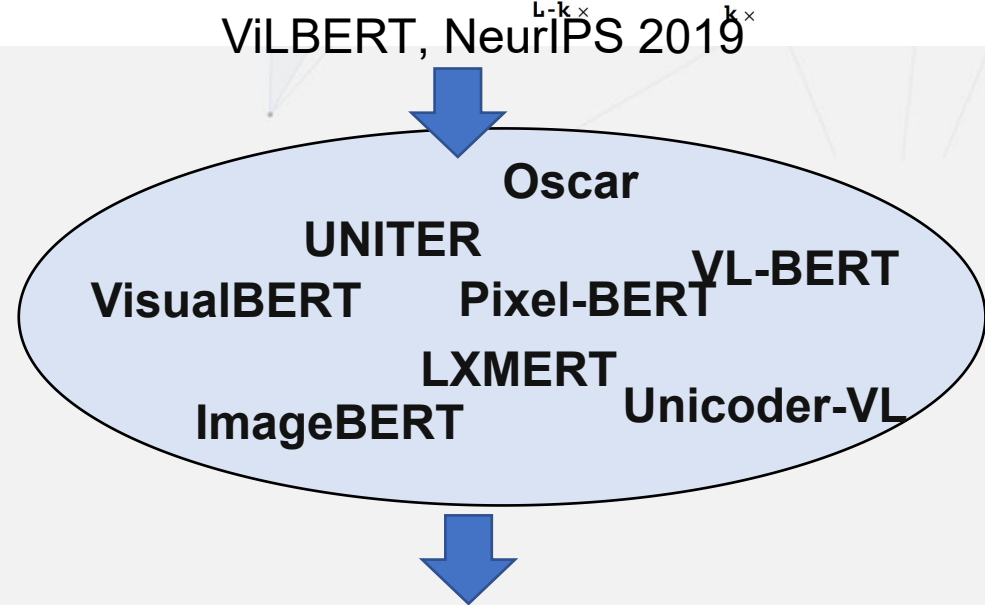 L-k × k ×
ViLBERT, NeurIPS 2019
Oscar
UNITER
VL-BERT
VisualBERT
Pixel-BERT
LXMERT
Unicoder-VL
ImageBERT